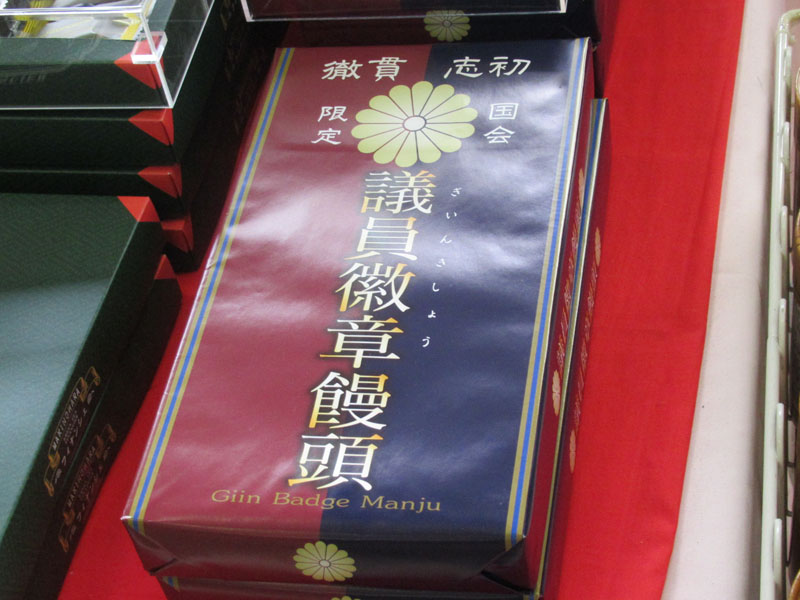 初志貫徹
国会
限定
議員徽章饅頭
ぎいんきしょう
Giin Badge Manju